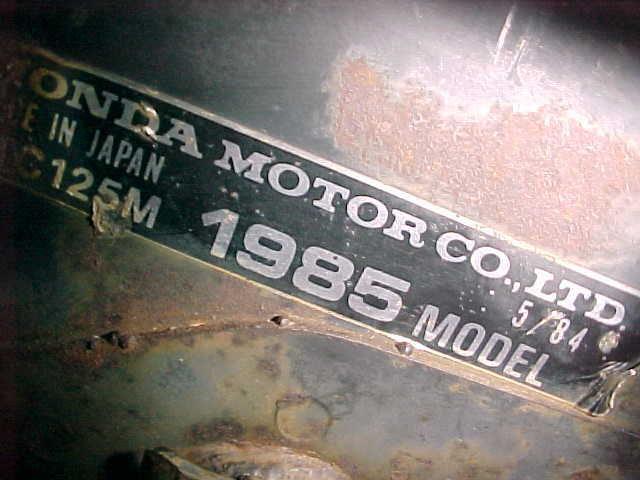 ONDA MOTOR CO., LTD.
E IN JAPAN 5/84
C125M 1985 MODEL